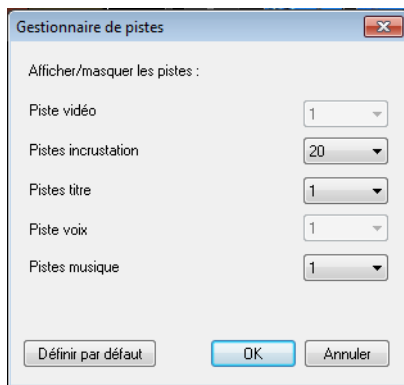 Gestionnaire de pistes
Afficher/masquer les pistes :
Piste vidéo 1
Pistes incrustation 20
Pistes titre 1
Piste voix 1
Pistes musique 1
Définir par défaut OK Annuler